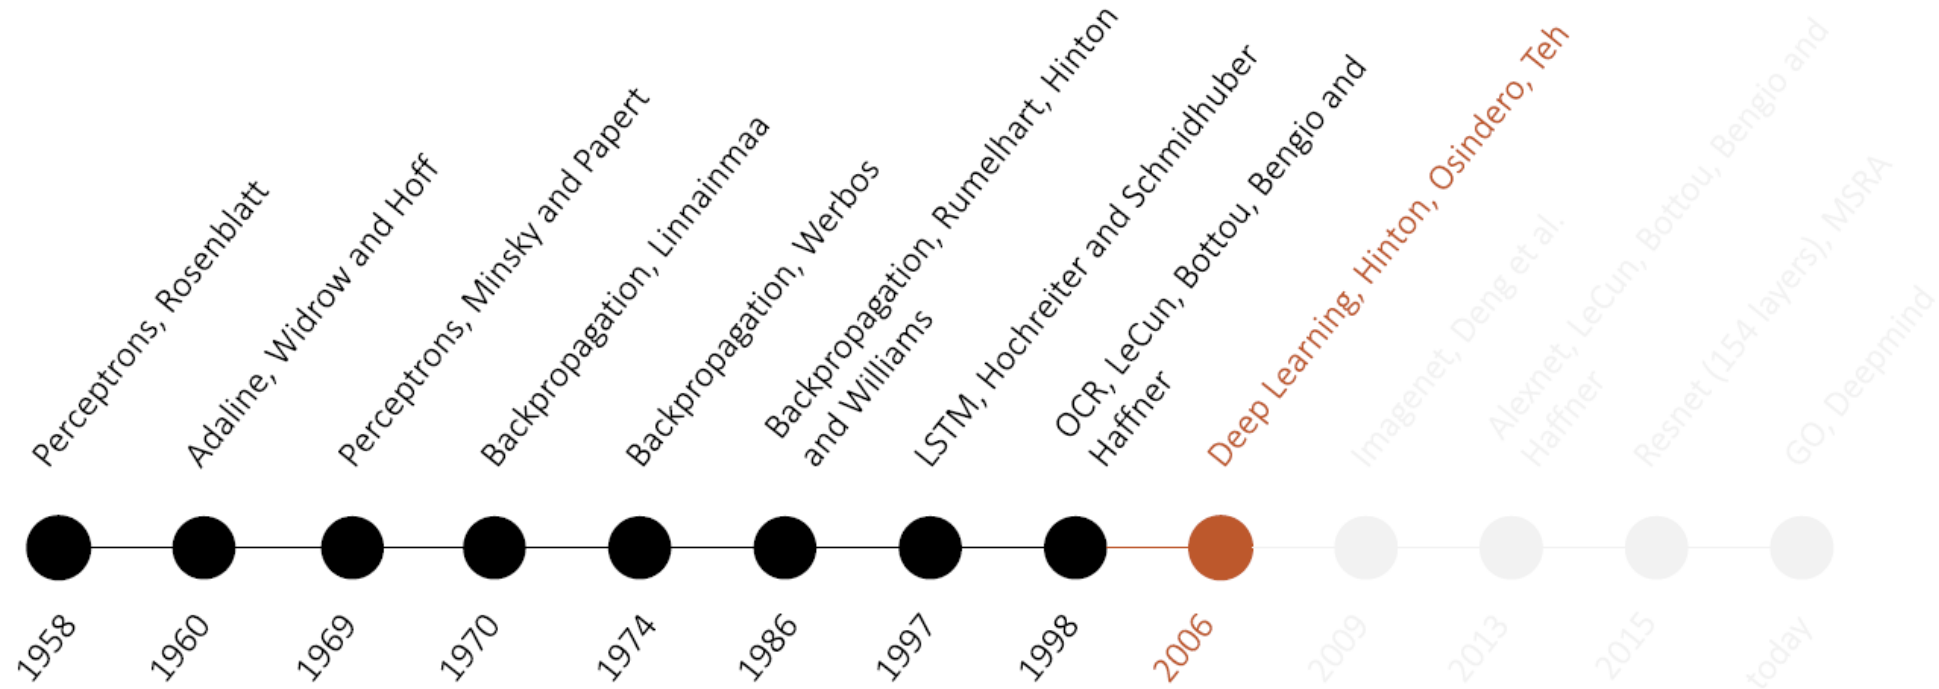 Perceptrons, Rosenblatt
Adaline, Widrow and Hoff
Perceptrons, Minsky and Papert
Backpropagation, Linnainmaa
Backpropagation, Werbos
Backpropagation, Rumelhart, Hinton
and Williams
LSTM, Hochreiter and Schmidhuber
OCR, LeCun, Bottou, Bengio and
Haffner
Deep Learning, Hinton, Osindero, Teh
Imagenet, Deng et al.
Alexnet, LeCun, Bottou, Bengio and
Haffner
Resnet (154 layers), MSRA
GO, Deepmind
1958
1960
1969
1970
1974
1986
1997
1998
2006
2009
2013
2015
today